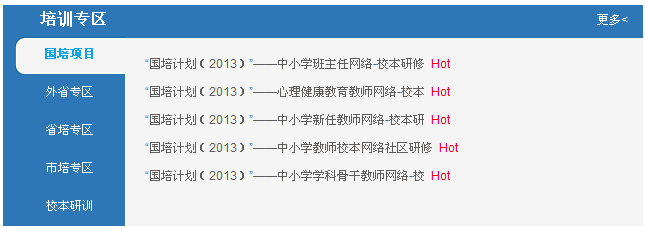 培训专区
更多<
国培项目
外省专区
省培专区
市培专区
校本研训
“国培计划（2013）”——中小学班主任网络-校本研修 Hot
“国培计划（2013）”——心理健康教育教师网络-校本 Hot
“国培计划（2013）”——中小学新任教师网络-校本研 Hot
“国培计划（2013）”——中小学教师校本网络社区研修 Hot
“国培计划（2013）”——中小学学科骨干教师网络-校 Hot